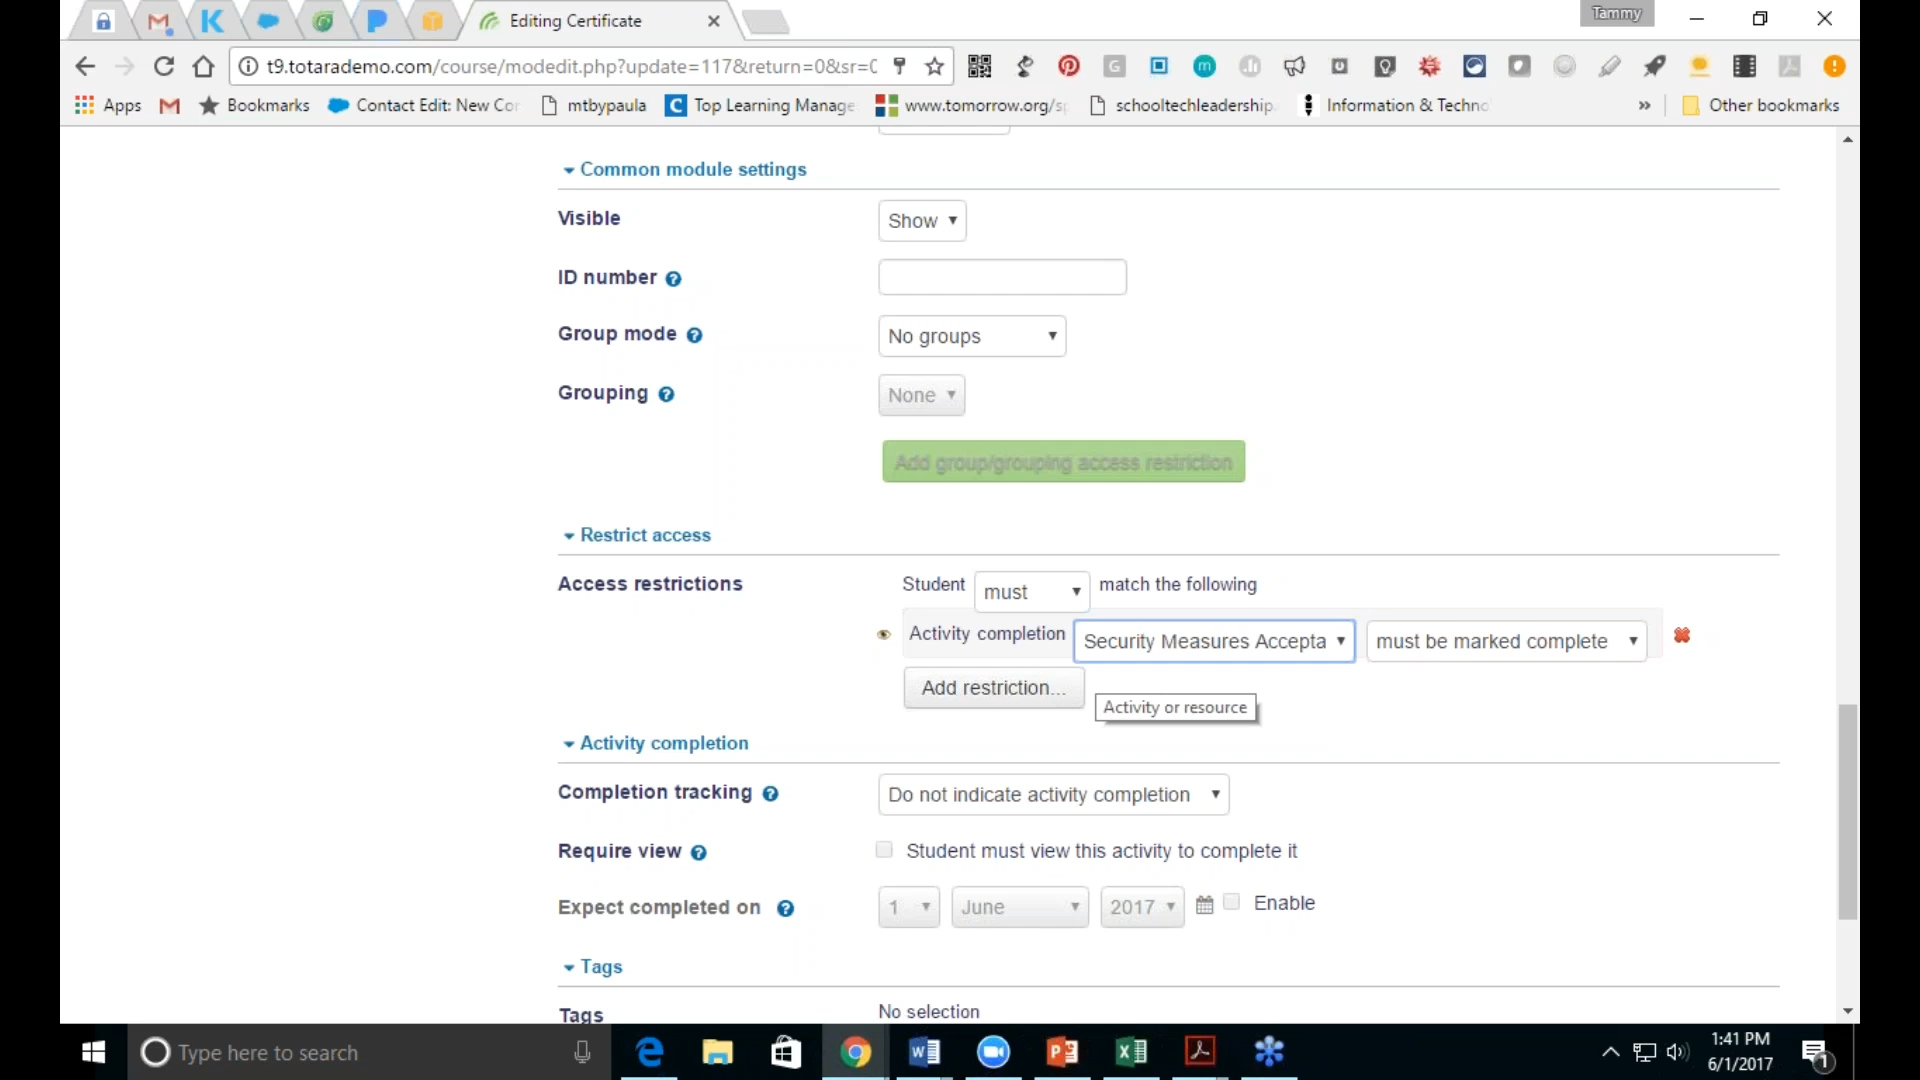 Editing Certificate
Tammy
t9.totarademo.com/course/modedit.php?update=117&return=0&sr=0
Apps
Bookmarks
Contact Edit: New Cor
mtbypaula
Top Learning Manage
www.tomorrow.org/sp
schooltechleadership
Information & Techno
»
Other bookmarks
Common module settings
Visible
Show
ID number
Group mode
No groups
Grouping
None
Add group/grouping access restriction
Restrict access
Access restrictions
Student must match the following
Activity completion Security Measures Accepta must be marked complete
Add restriction...
Activity or resource
Activity completion
Completion tracking
Do not indicate activity completion
Require view
Student must view this activity to complete it
Expect completed on
1 June 2017 Enable
Tags
Tags
No selection
Type here to search
1:41 PM
6/1/2017
1